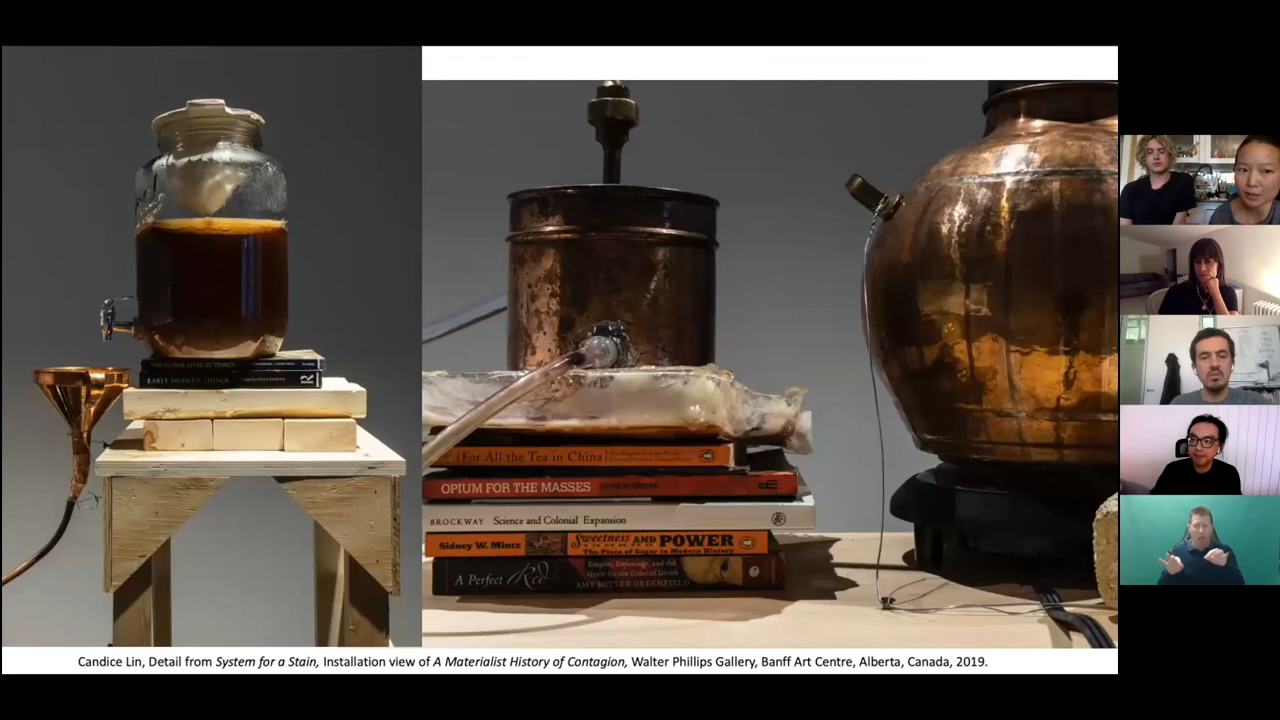 THE SOCIAL LIVES OF THINGS
EARLY MODERN THINGS
For All the Tea in China
OPIUM FOR THE MASSES
BROCKWAY Science and Colonial Expansion
Sidney W. Mintz Sweetness AND POWER
The Place of Sugar in Modern History
A Perfect Red Empire, Espionage, and the
Quest for the Color of Desire
AMY BUTLER GREENFIELD
Candice Lin, Detail from System for a Stain, Installation view of A Materialist History of Contagion, Walter Phillips Gallery, Banff Art Centre, Alberta, Canada, 2019.